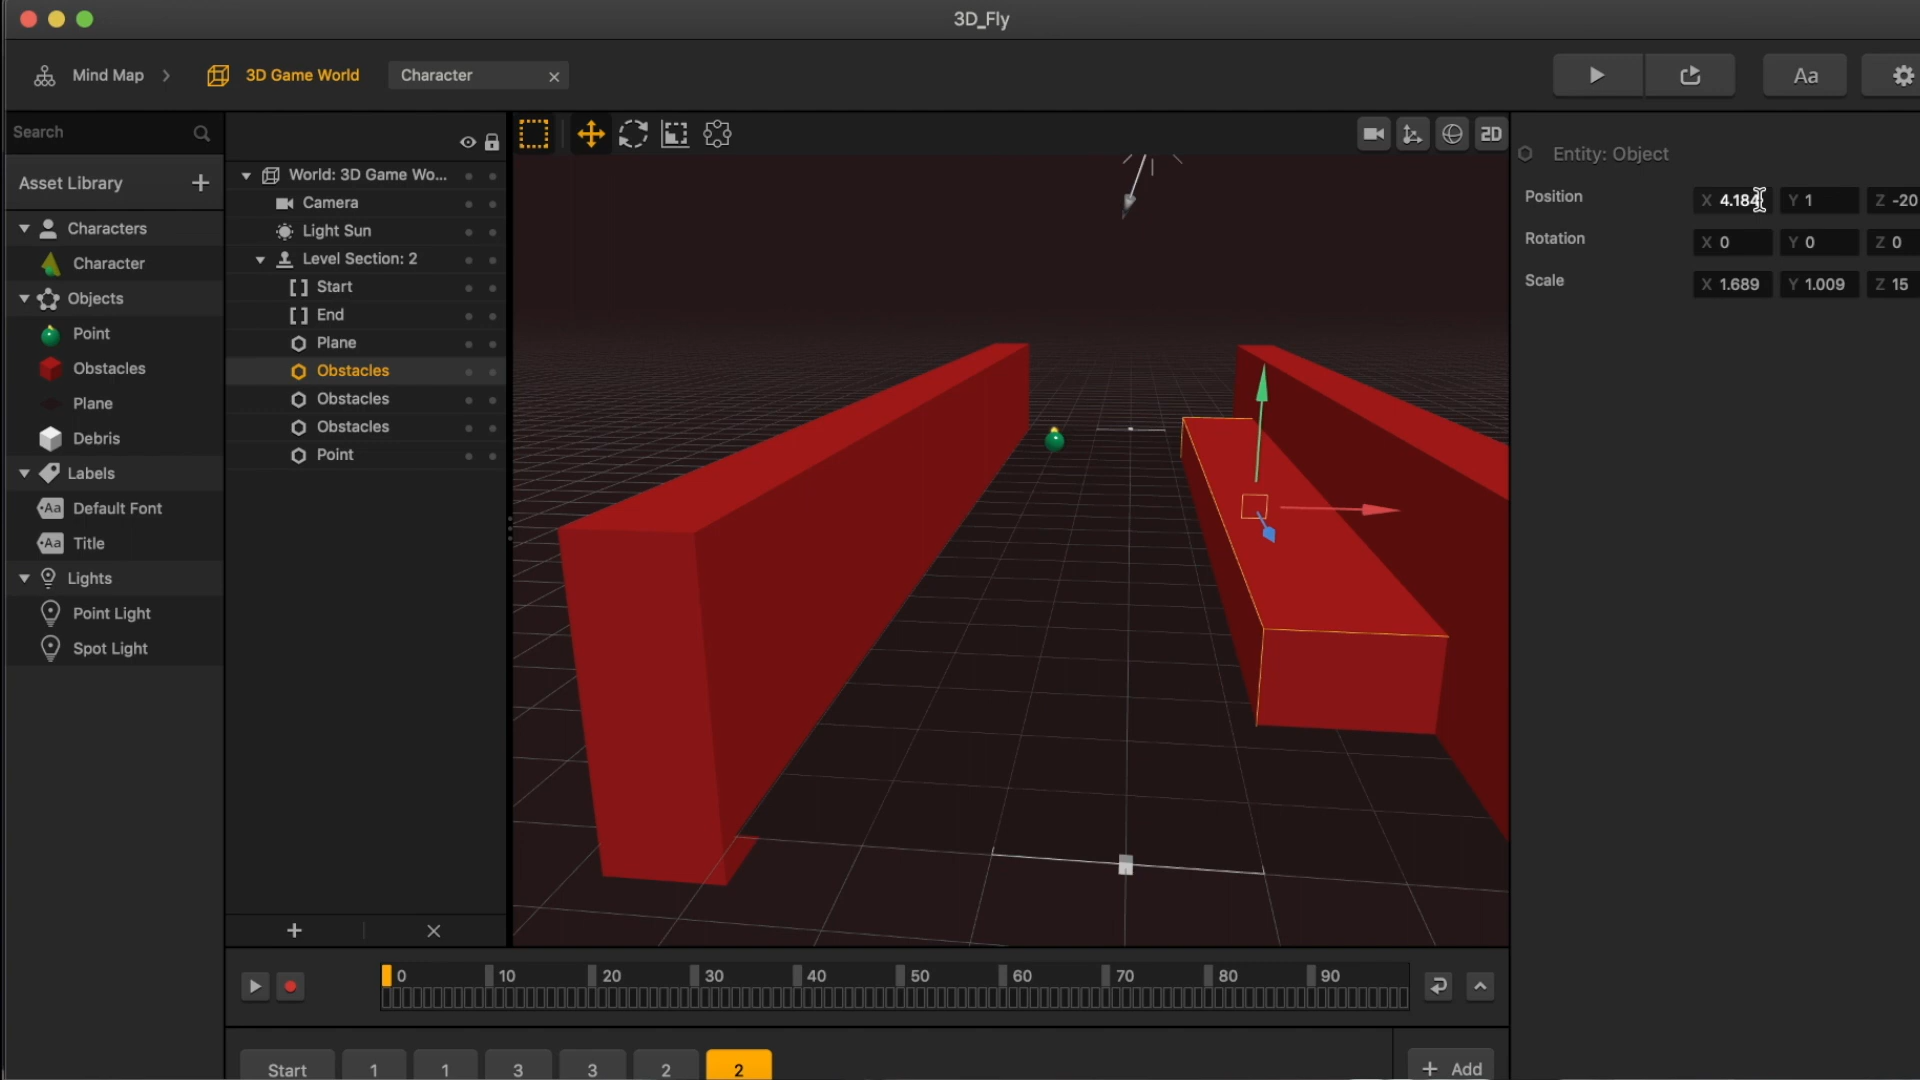 3D_Fly
Mind Map
3D Game World
Character
Aa
Search
Asset Library
Characters
Character
Objects
Point
Obstacles
Plane
Debris
Labels
Aa Default Font
Aa Title
Lights
Point Light
Spot Light
World: 3D Game Wo...
Camera
Light Sun
Level Section: 2
Start
End
Plane
Obstacles
Obstacles
Obstacles
Point
2D
Entity: Object
Position X 4.184 Y 1 Z -20
Rotation X 0 Y 0 Z 0
Scale X 1.689 Y 1.009 Z 15
0 10 20 30 40 50 60 70 80 90
Start 1 1 3 3 2 2 + Add